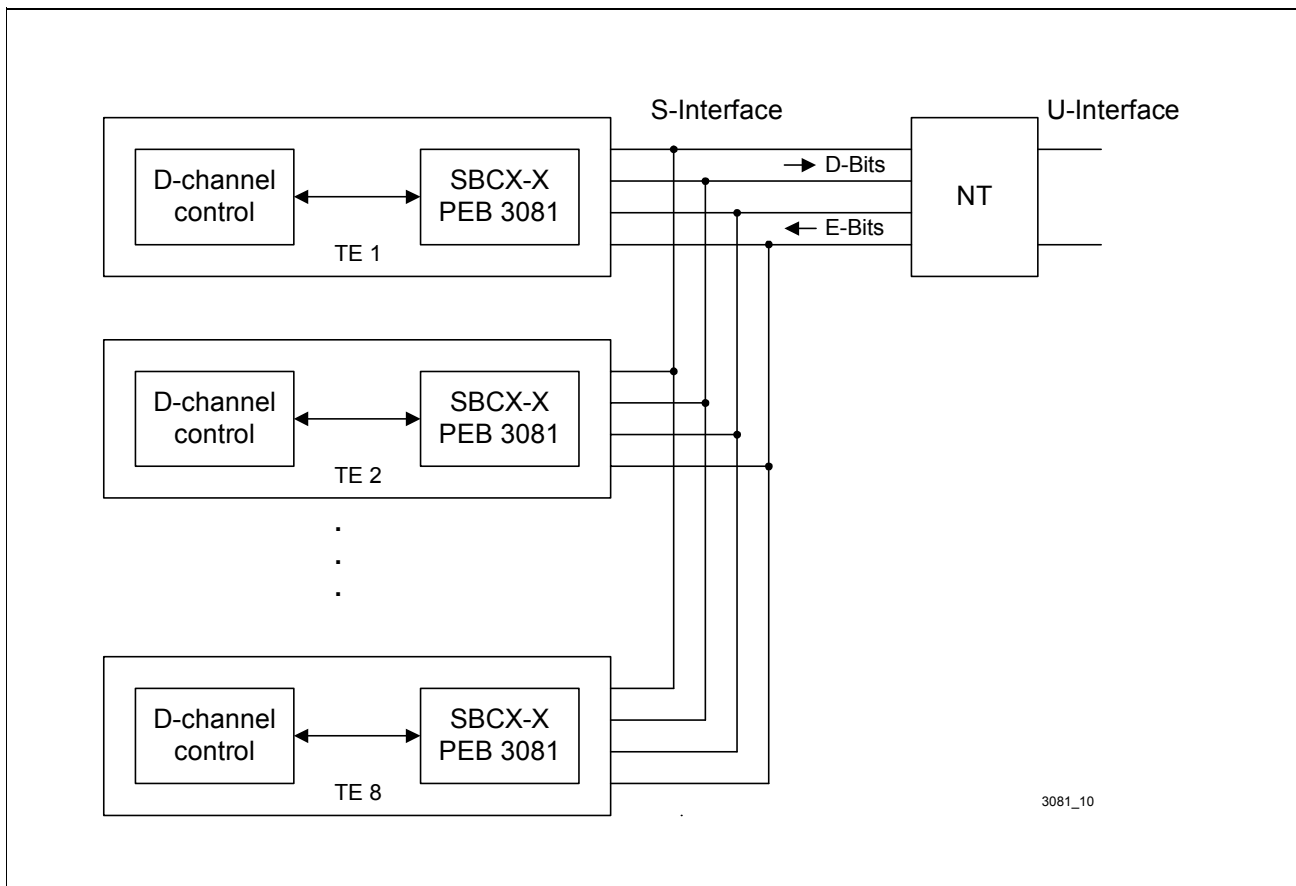 S-Interface
U-Interface
D-channel
control
SBCX-X
PEB 3081
TE 1
D-Bits
E-Bits
NT
D-channel
control
SBCX-X
PEB 3081
TE 2
.
.
.
D-channel
control
SBCX-X
PEB 3081
TE 8
3081_10